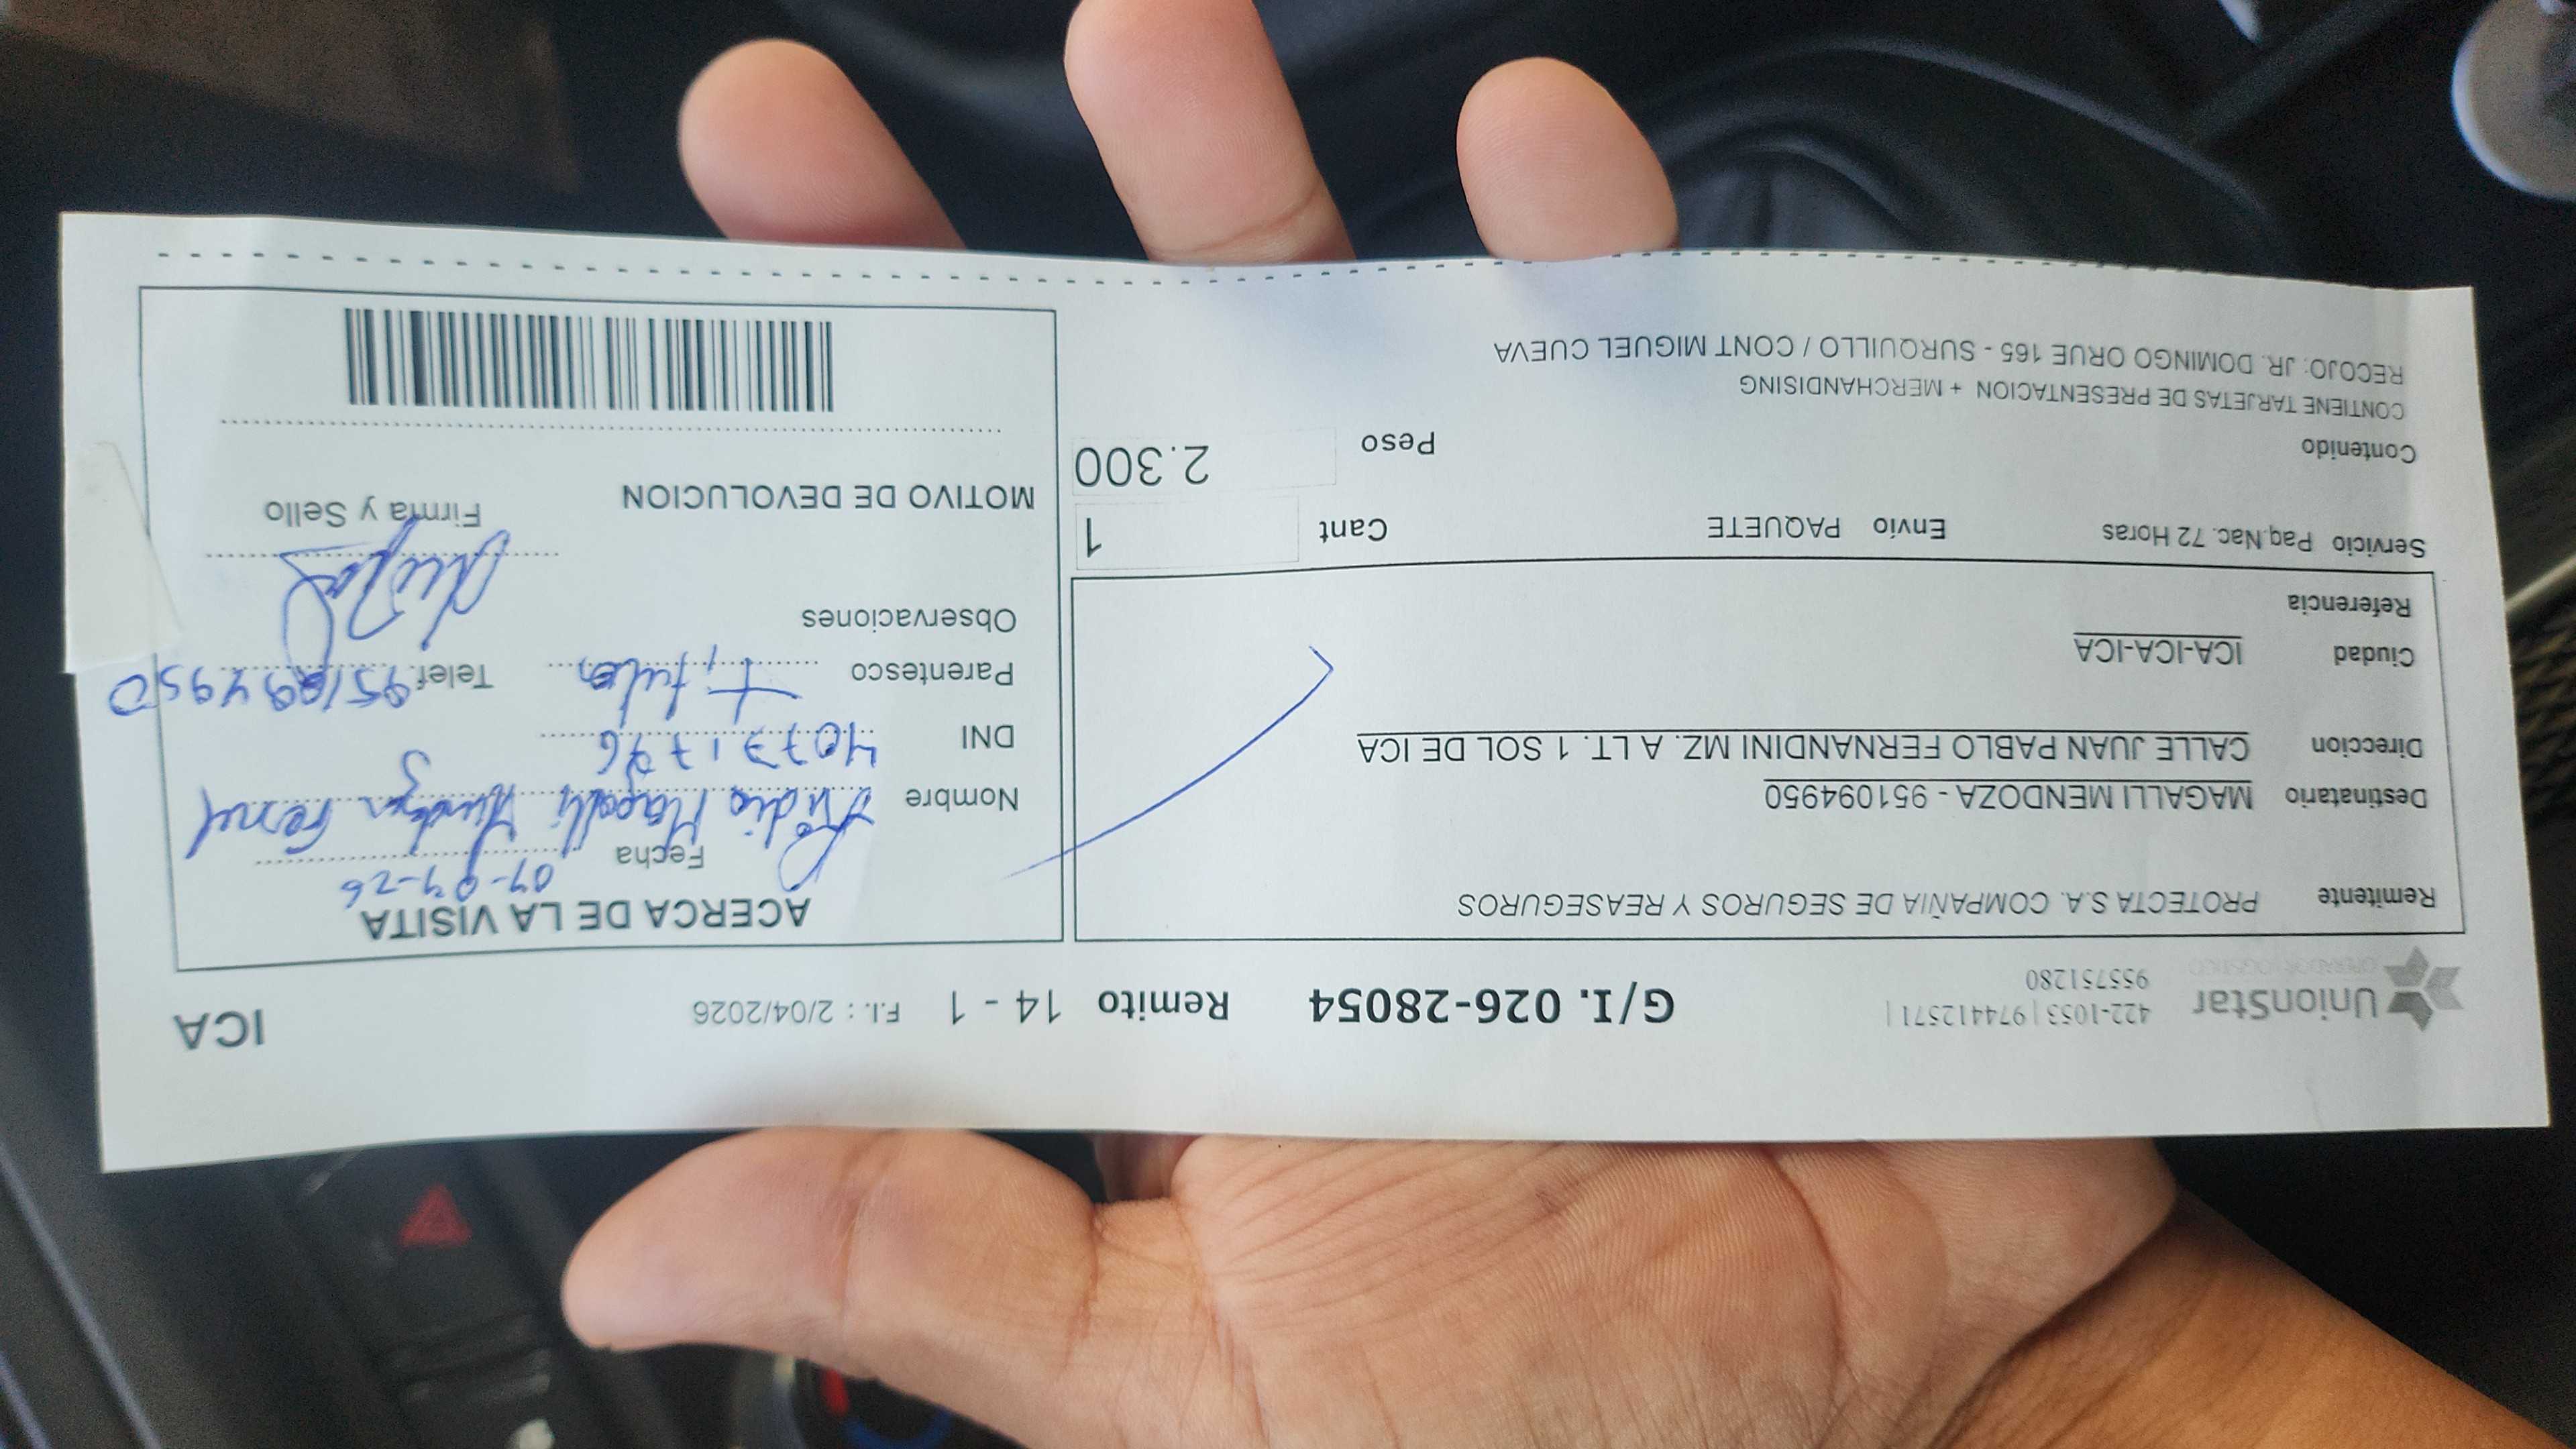 UnionStar
OPERADOR LOGISTICO
422-1053 | 974412571 |
955751280
G/I. 026-28054
Remito 14 - 1
F.I. : 2/04/2026
ICA
Remitente PROTECTA S.A. COMPAÑIA DE SEGUROS Y REASEGUROS
Destinatario MAGALLI MENDOZA - 951094950
Direccion CALLE JUAN PABLO FERNANDINI MZ. A LT. 1 SOL DE ICA
Ciudad ICA-ICA-ICA
Referencia
Servicio Paq.Nac. 72 Horas Envío PAQUETE Cant 1
Contenido Peso 2.300
CONTIENE TARJETAS DE PRESENTACION + MERCHANDISING
RECOJO: JR. DOMINGO ORUE 165 - SURQUILLO / CONT MIGUEL CUEVA
ACERCA DE LA VISITA
Fecha 07-04-26
Nombre Magalli
DNI
Parentesco Titular Telef. 951094950
Observaciones
Firma y Sello
MOTIVO DE DEVOLUCION